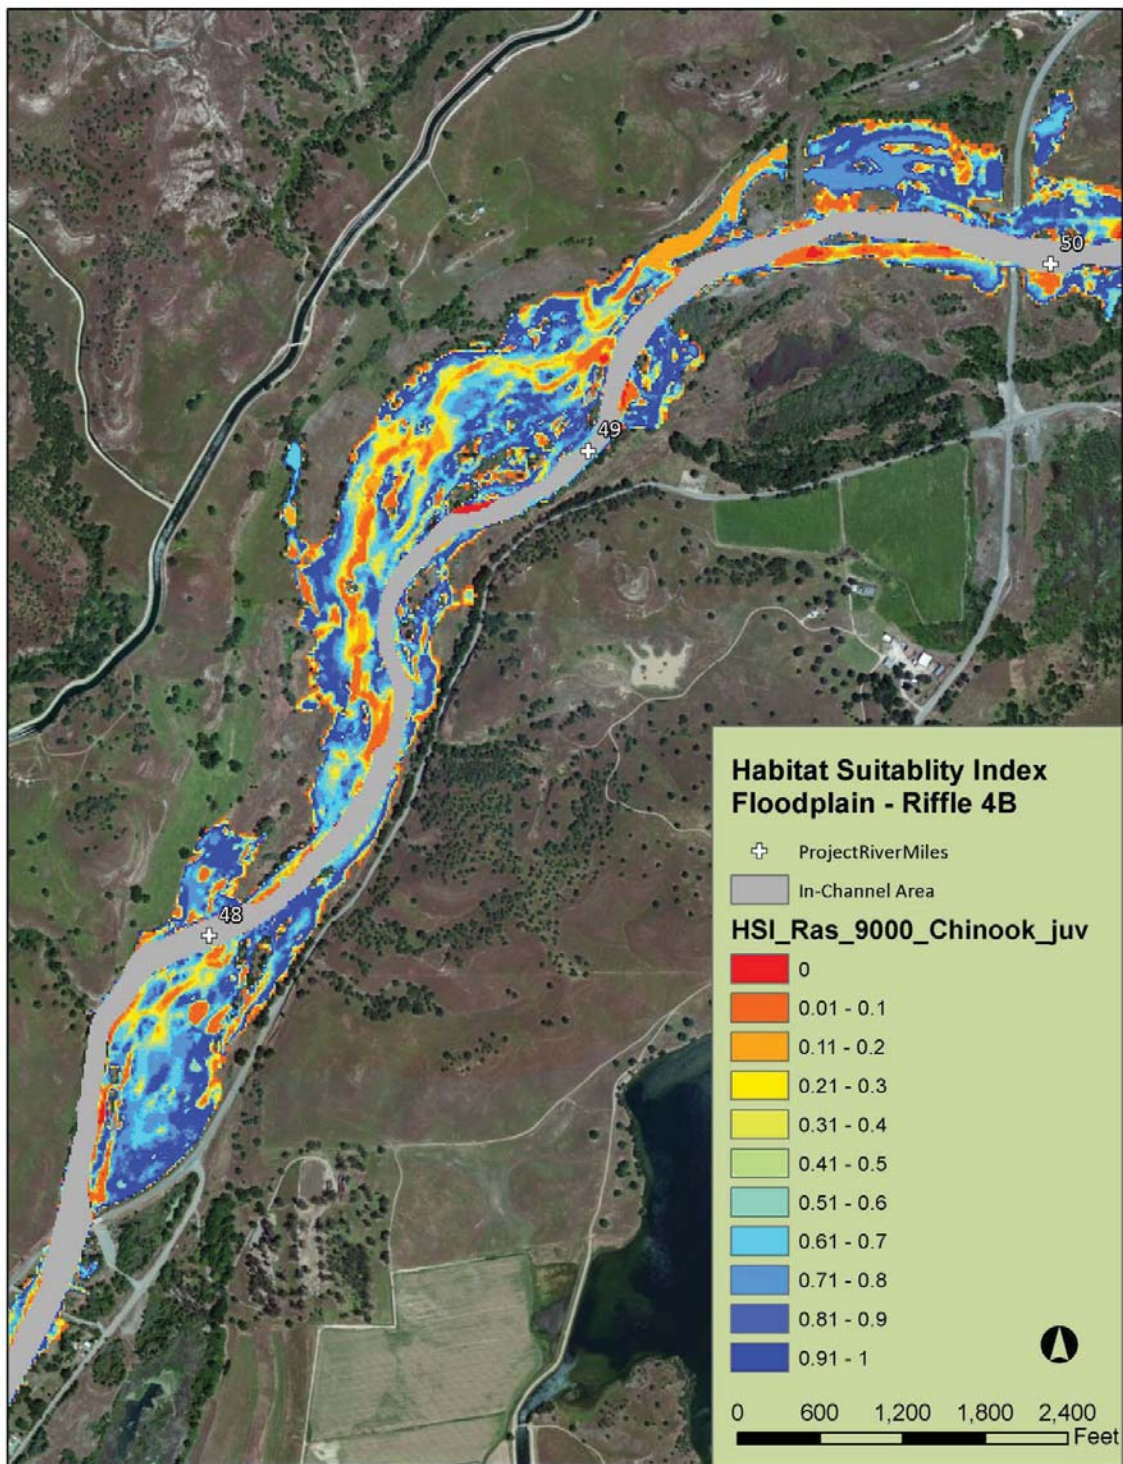 50
49
48
Habitat Suitablity Index
Floodplain - Riffle 4B
ProjectRiverMiles
In-Channel Area
HSI_Ras_9000_Chinook_juv
0
0.01 - 0.1
0.11 - 0.2
0.21 - 0.3
0.31 - 0.4
0.41 - 0.5
0.51 - 0.6
0.61 - 0.7
0.71 - 0.8
0.81 - 0.9
0.91 - 1
0 600 1,200 1,800 2,400
Feet